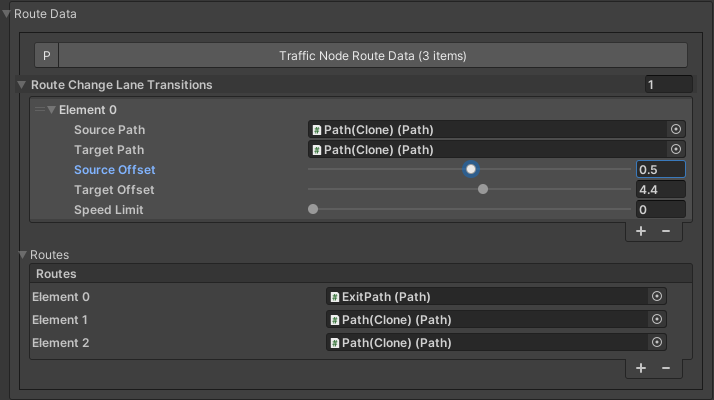 Route Data
P Traffic Node Route Data (3 items)
Route Change Lane Transitions 1
Element 0
Source Path # Path(Clone) (Path)
Target Path # Path(Clone) (Path)
Source Offset 0.5
Target Offset 4.4
Speed Limit 0
+ −
Routes
Routes
Element 0 # ExitPath (Path)
Element 1 # Path(Clone) (Path)
Element 2 # Path(Clone) (Path)
+ −